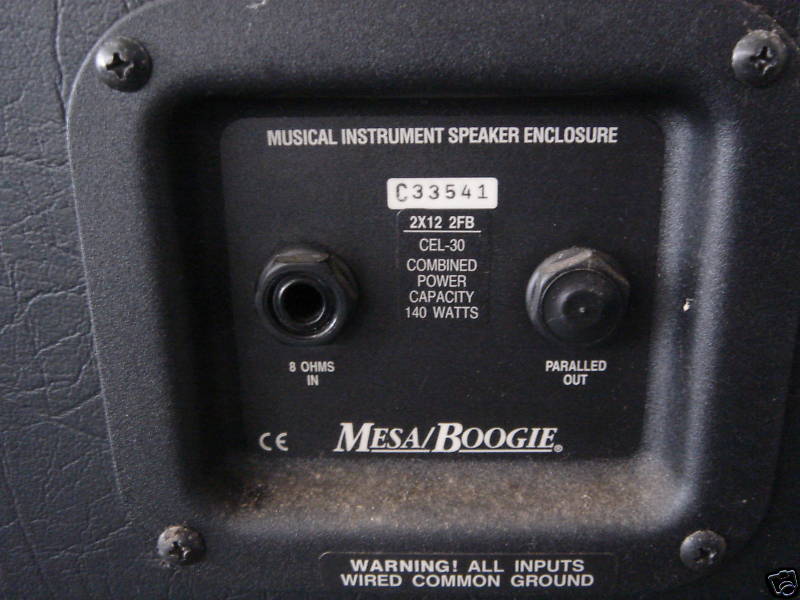 MUSICAL INSTRUMENT SPEAKER ENCLOSURE
C33541
2X12 2FB
CEL-30
COMBINED
POWER
CAPACITY
140 WATTS
8 OHMS
IN
PARALLED
OUT
CE
MESA/BOOGIE®
WARNING! ALL INPUTS
WIRED COMMON GROUND